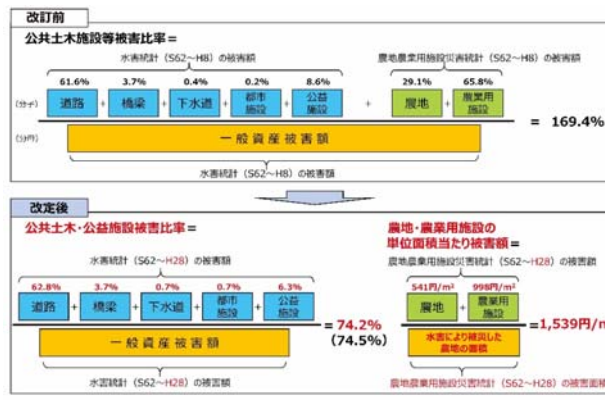 改訂前
公共土木施設等被害比率＝
水害統計（S62～H8）の被害額
農地農業用施設災害統計（S62～H8）の被害額
61.6% 3.7% 0.4% 0.2% 8.6% 29.1% 65.8%
(分子) 道路 + 橋梁 + 下水道 + 都市施設 + 公益施設 + 農地 + 農業用施設
= 169.4%
(分母) 一般資産被害額
水害統計（S62～H8）の被害額
改定後
公共土木・公益施設被害比率＝
農地・農業用施設の
単位面積当たり被害額＝
水害統計（S62～H28）の被害額
農地農業用施設災害統計（S62～H28）の被害額
62.8% 3.7% 0.7% 0.7% 6.3% 541円/m² 998円/m²
道路 + 橋梁 + 下水道 + 都市施設 + 公益施設 農地 + 農業用施設
= 74.2% =1,539円/m
(74.5%)
一般資産被害額 水害により被災した
農地の面積
水害統計（S62～H28）の被害額
農地農業用施設災害統計（S62～H28）の被害面積